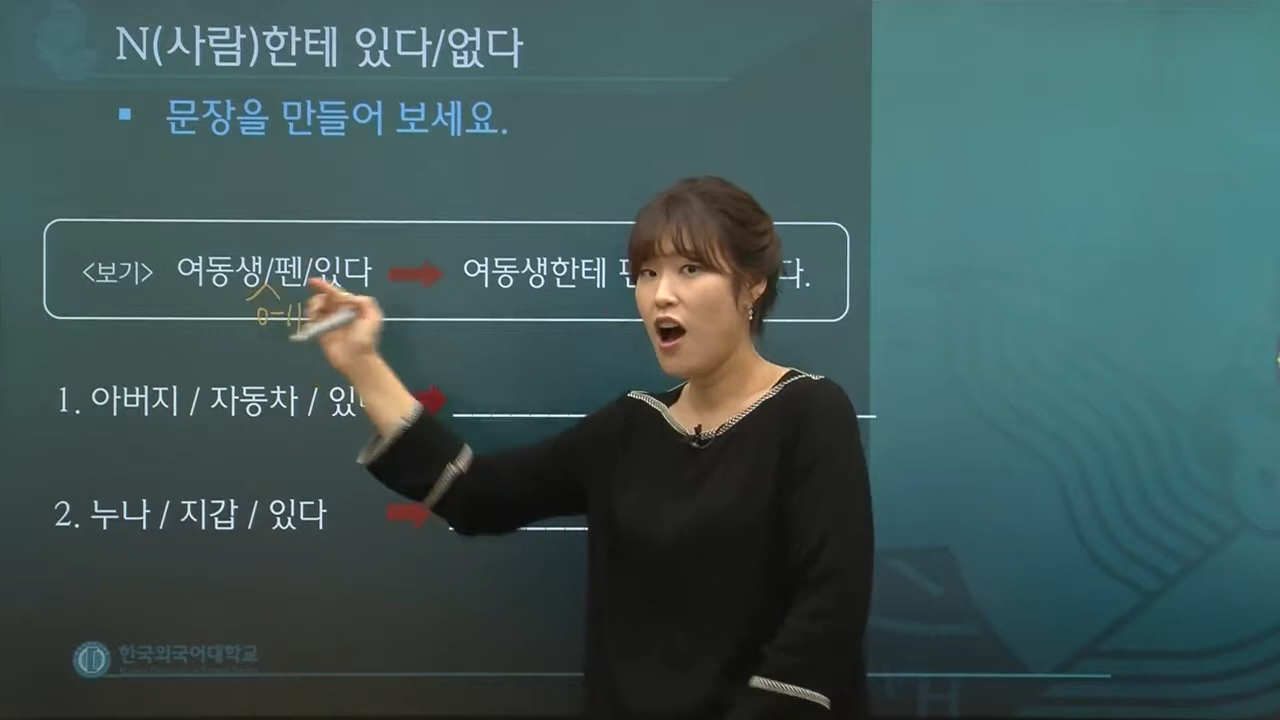 N(사람)한테 있다/없다
▪ 문장을 만들어 보세요.
<보기> 여동생/펜/있다 여동생한테 다.
1. 아버지 / 자동차 /
2. 누나 / 지갑 / 있다
한국외국어대학교